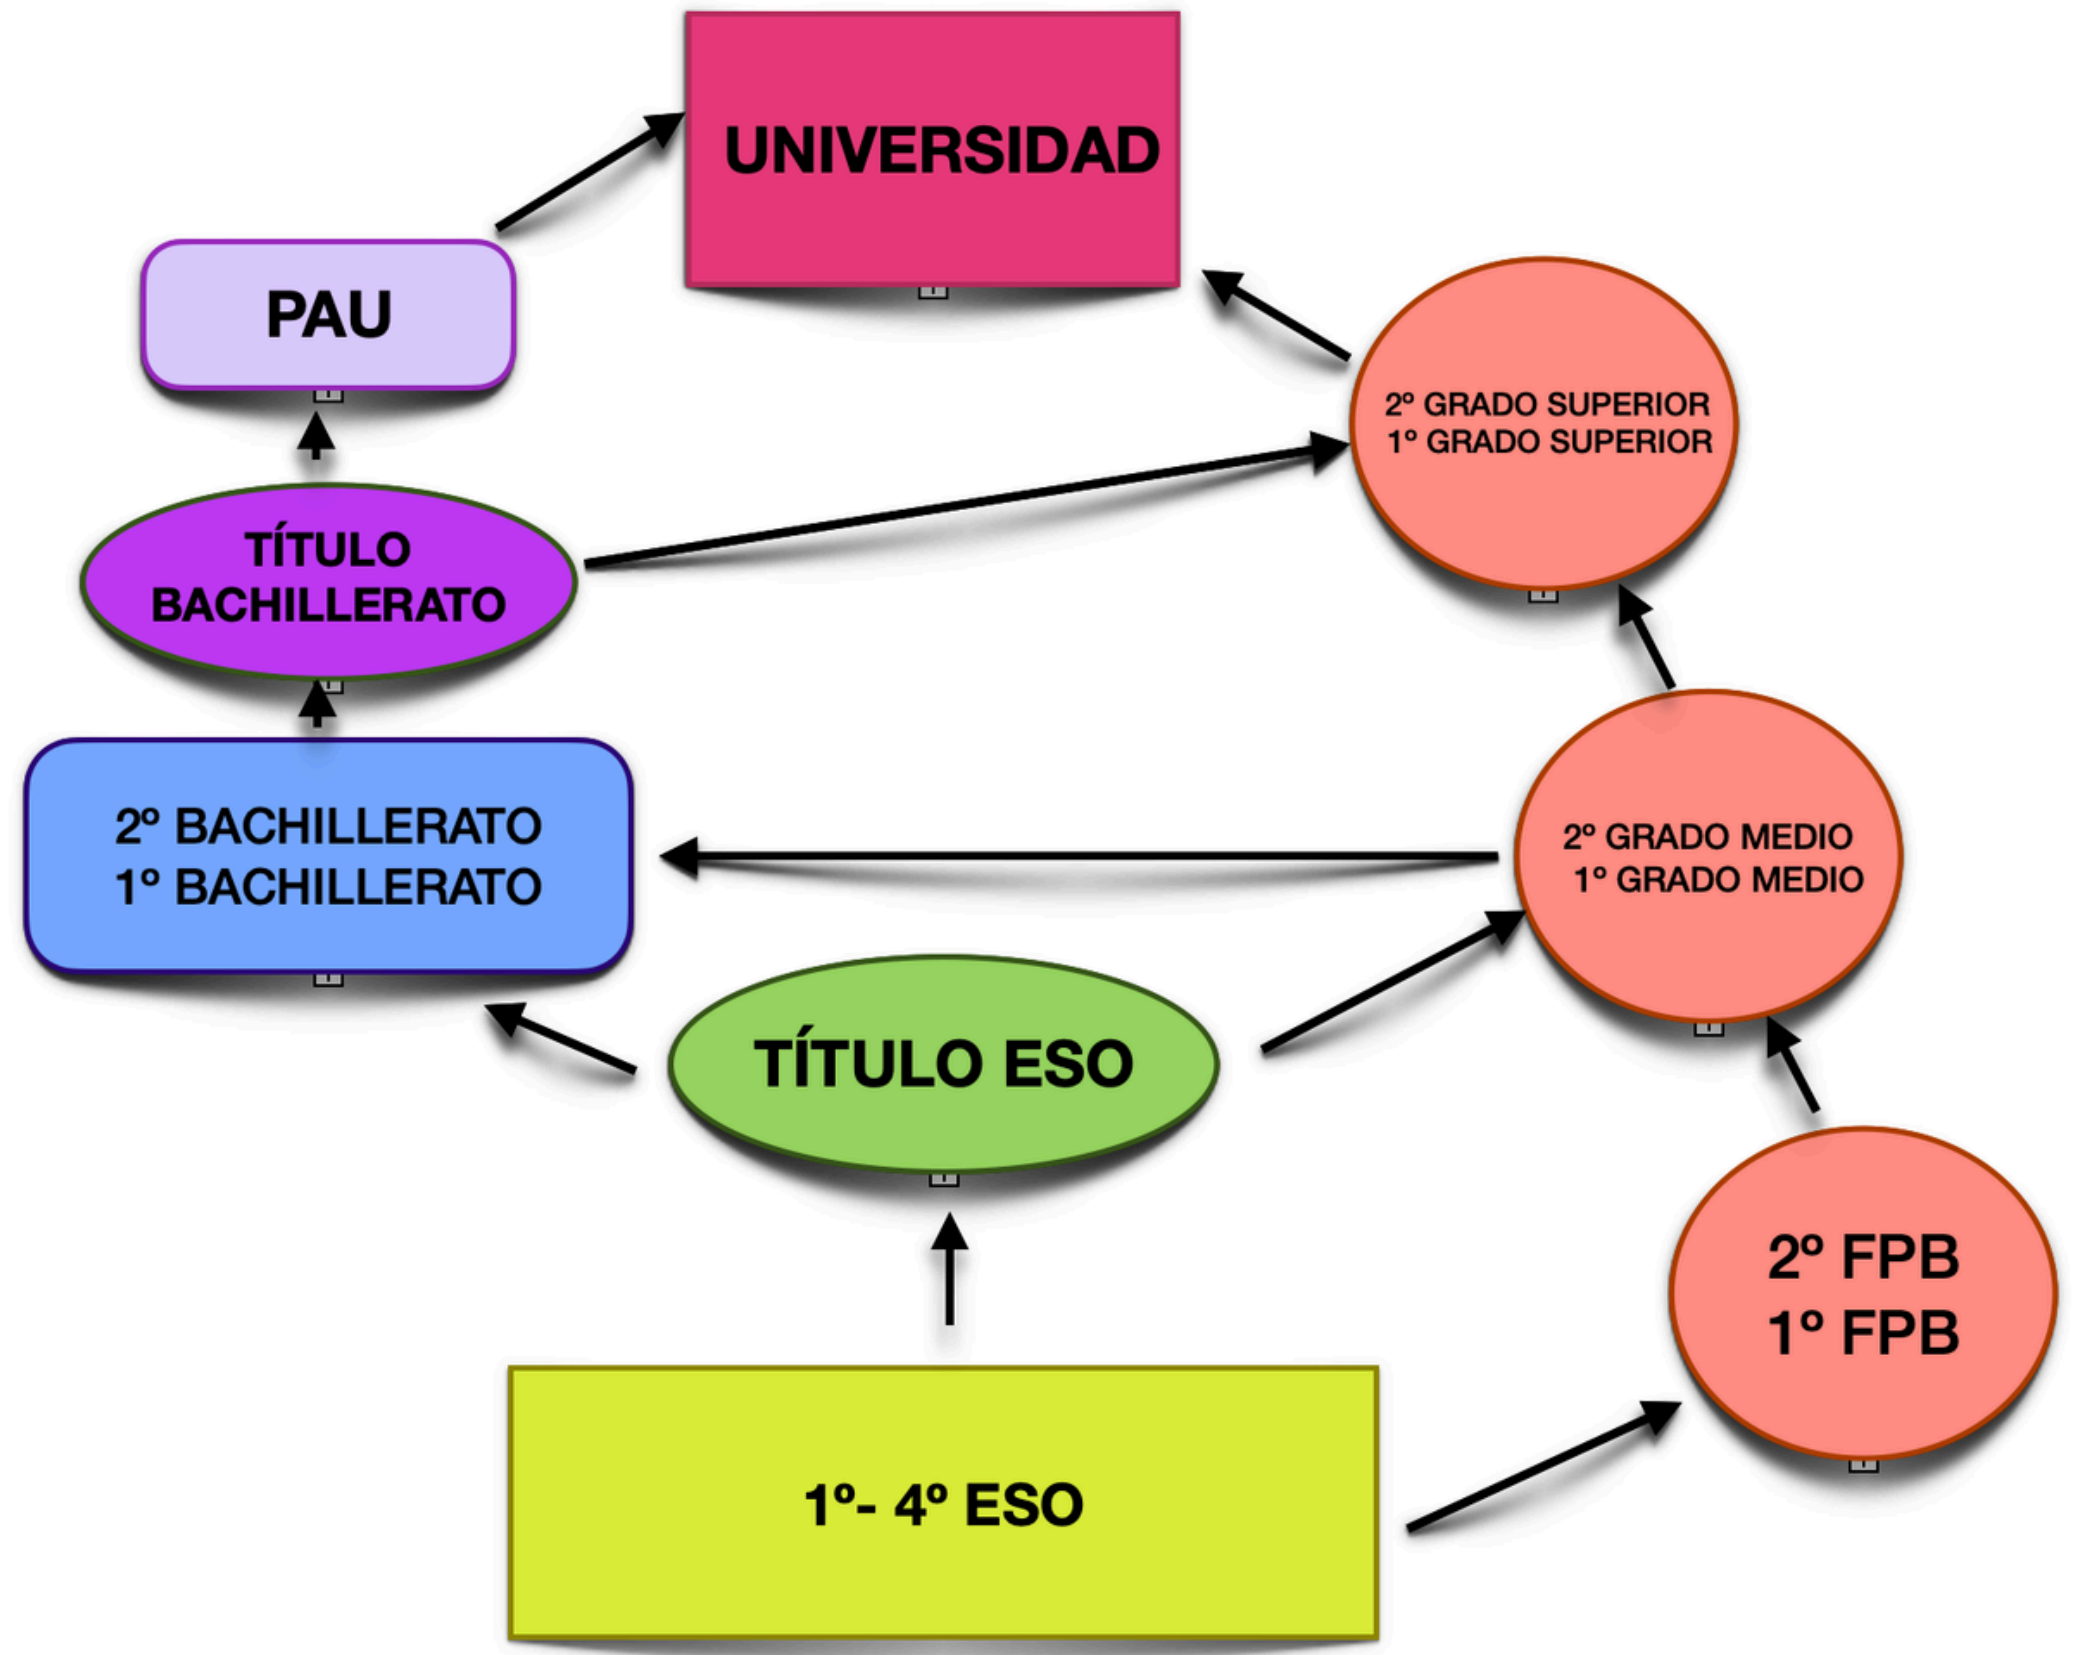 UNIVERSIDAD
PAU
2º GRADO SUPERIOR
1º GRADO SUPERIOR
TÍTULO
BACHILLERATO
2º BACHILLERATO
1º BACHILLERATO
2º GRADO MEDIO
1º GRADO MEDIO
TÍTULO ESO
2º FPB
1º FPB
1º- 4º ESO